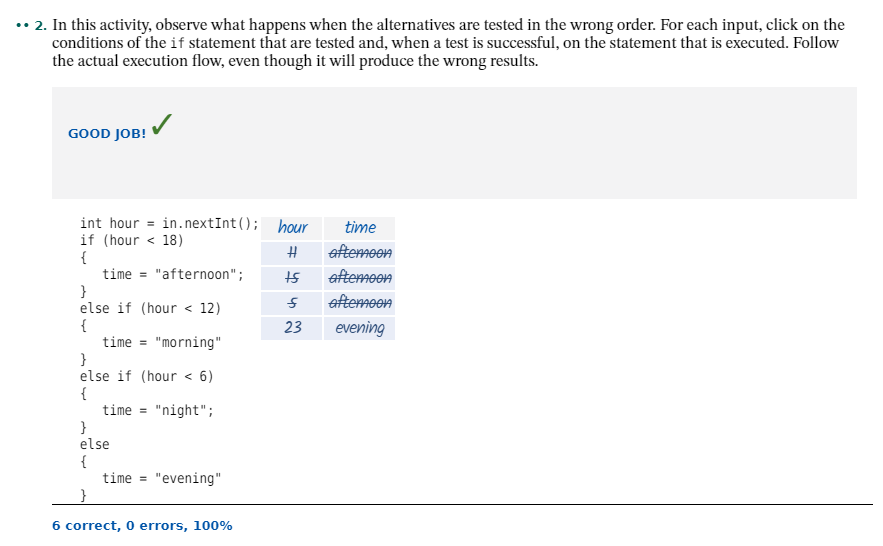 •• 2. In this activity, observe what happens when the alternatives are tested in the wrong order. For each input, click on the
conditions of the if statement that are tested and, when a test is successful, on the statement that is executed. Follow
the actual execution flow, even though it will produce the wrong results.
GOOD JOB! ✓
int hour = in.nextInt();
if (hour < 18)
{
   time = "afternoon";
}
else if (hour < 12)
{
   time = "morning"
}
else if (hour < 6)
{
   time = "night";
}
else
{
   time = "evening"
}
hour time
11 afternoon
15 afternoon
5 afternoon
23 evening
6 correct, 0 errors, 100%